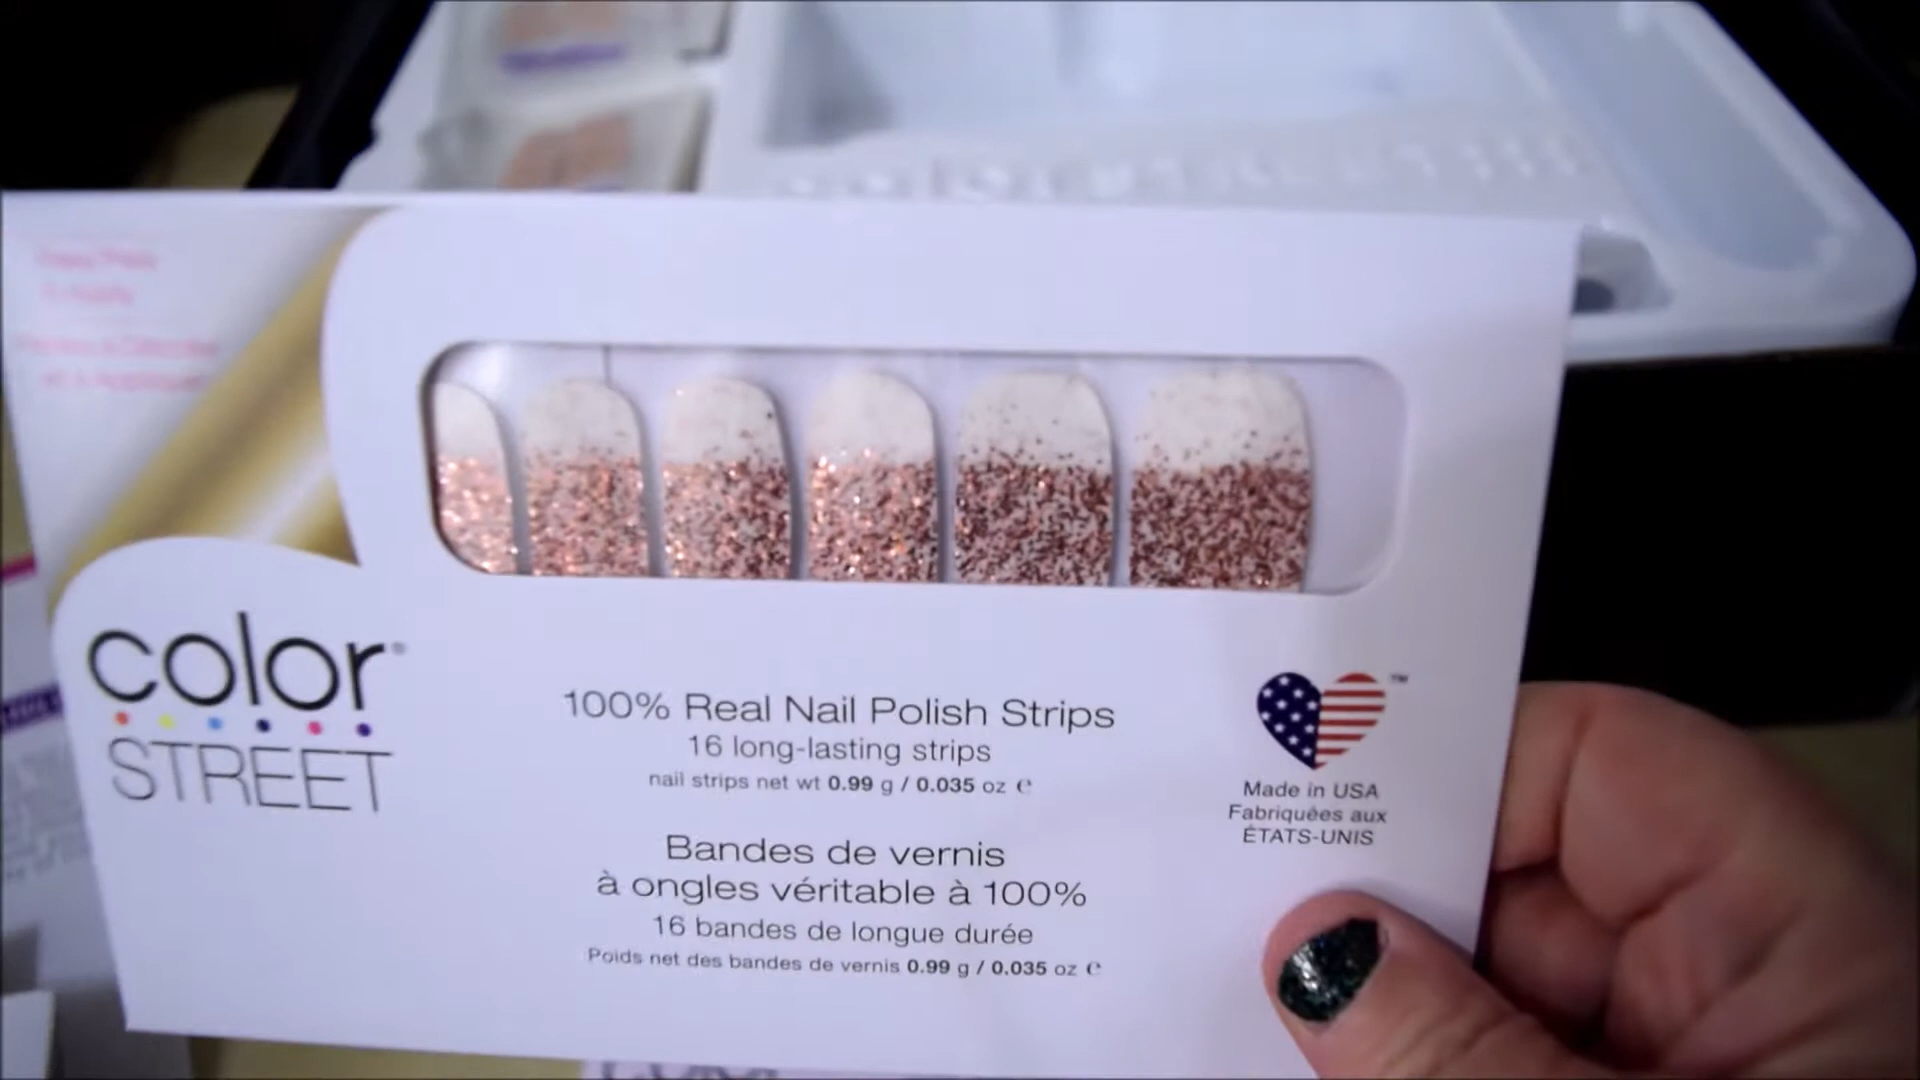 color®
STREET
100% Real Nail Polish Strips
16 long-lasting strips
nail strips net wt 0.99 g / 0.035 oz ℮
Bandes de vernis
à ongles véritable à 100%
16 bandes de longue durée
Poids net des bandes de vernis 0.99 g / 0.035 oz ℮
™
Made in USA
Fabriquées aux
ÉTATS-UNIS